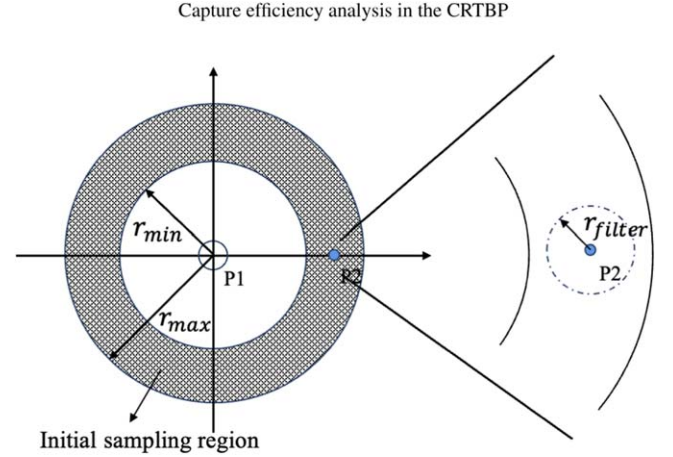 Capture efficiency analysis in the CRTBP
r_min
P1
P2
r_max
Initial sampling region
r_filter
P2